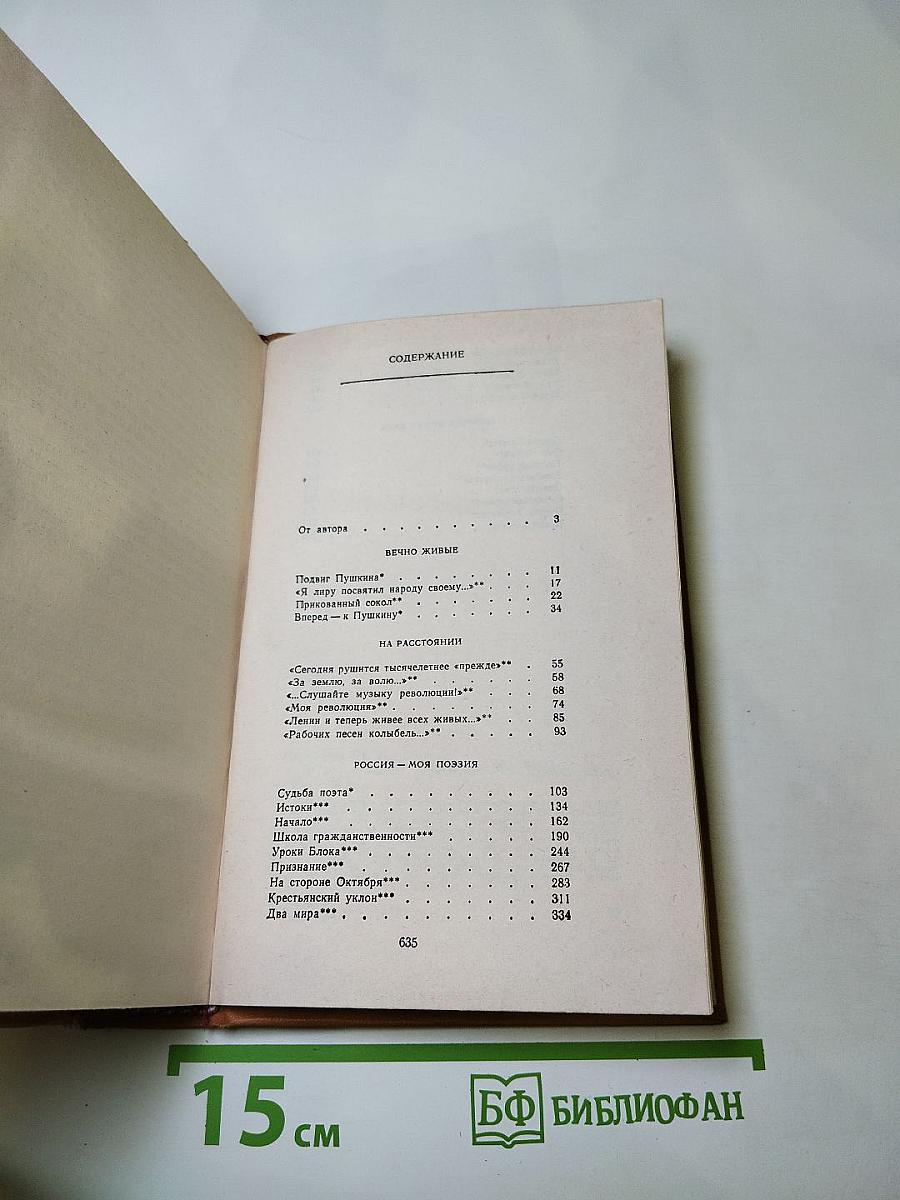 СОДЕРЖАНИЕ
От автора . . . . . . . . . . 3
ВЕЧНО ЖИВЫЕ
Подвиг Пушкина* . . . . . . . . 11
«Я лиру посвятил народу своему...»** . . . 17
Прикованный сокол** . . . . . . . 22
Вперед — к Пушкину* . . . . . . . 34
НА РАССТОЯНИИ
«Сегодня рушится тысячелетнее «прежде»** . 55
«За землю, за волю...»** . . . . . . 58
«...Слушайте музыку революции!»** . . . 68
«Моя революция»** . . . . . . . . 74
«Ленин и теперь живее всех живых...»** . . 85
«Рабочих песен колыбель...»** . . . . . 93
РОССИЯ — МОЯ ПОЭЗИЯ
Судьба поэта* . . . . . . . . . 103
Истоки*** . . . . . . . . . . 134
Начало*** . . . . . . . . . . 162
Школа гражданственности*** . . . . . 190
Уроки Блока*** . . . . . . . . . 244
Признание*** . . . . . . . . . 267
На стороне Октября*** . . . . . . . 283
Крестьянский уклон*** . . . . . . . 311
Два мира*** . . . . . . . . . . 334
635
15 см
БФ БИБЛИОФАН